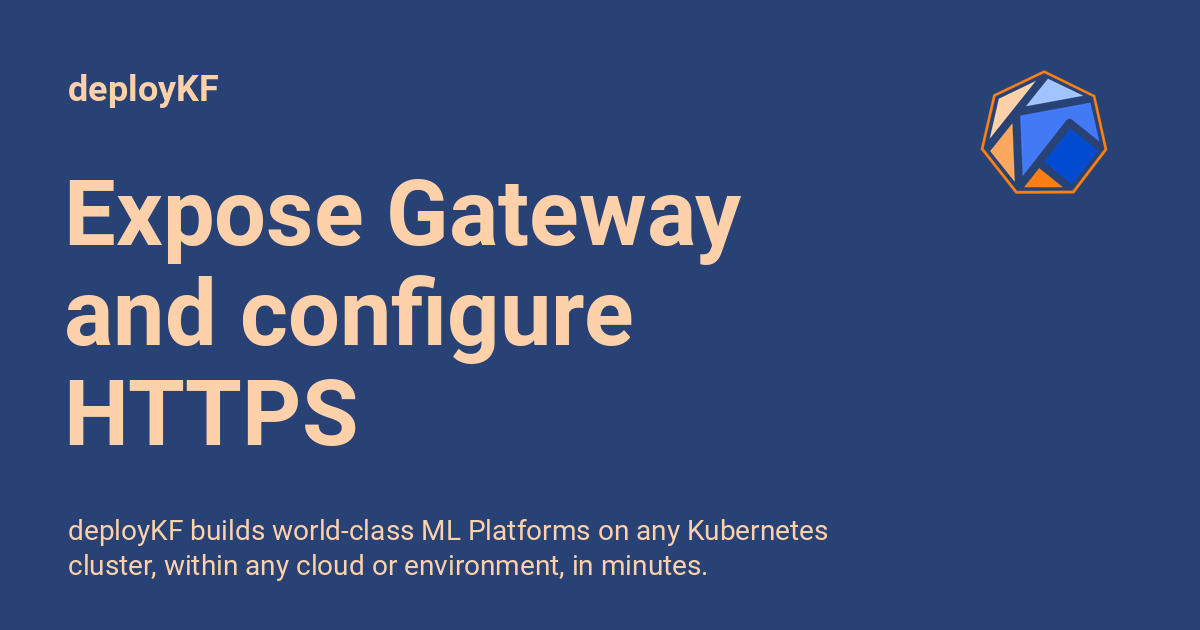 deployKF
Expose Gateway
and configure
HTTPS
deployKF builds world-class ML Platforms on any Kubernetes
cluster, within any cloud or environment, in minutes.